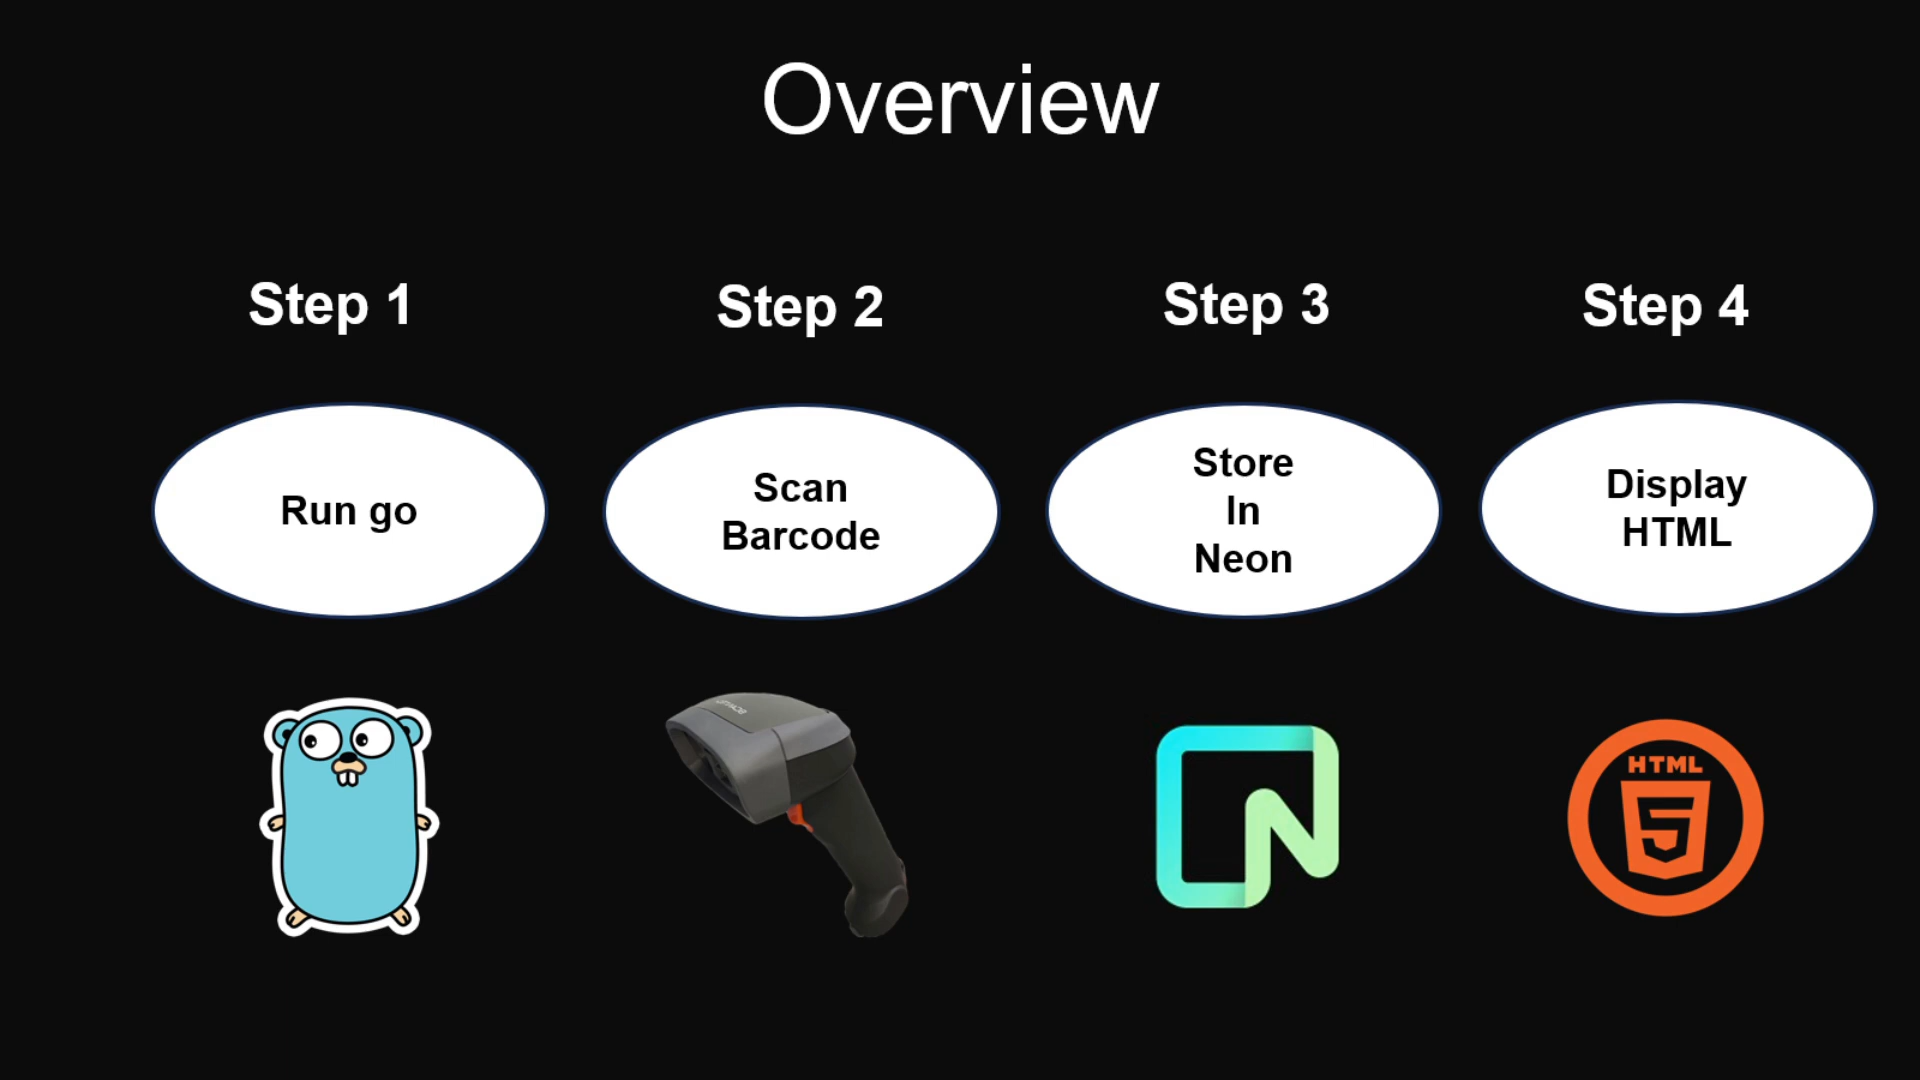 Overview
Step 1
Step 2
Step 3
Step 4
Run go
Scan
Barcode
Store
In
Neon
Display
HTML
HTML
5